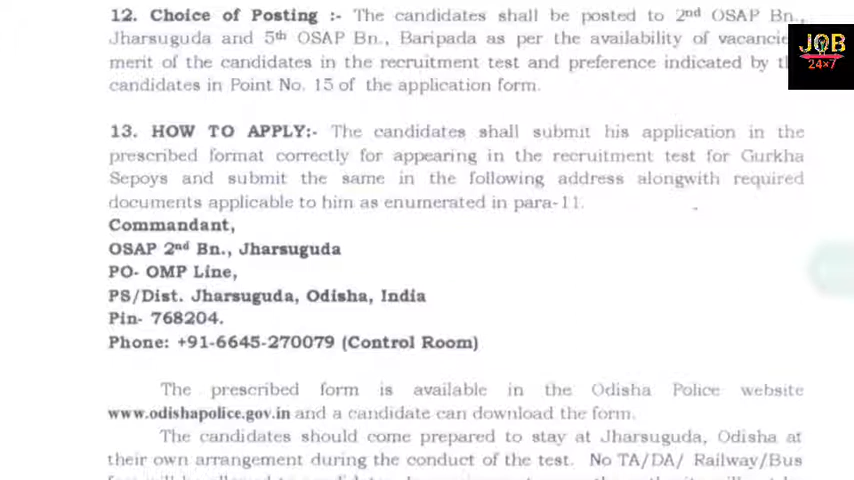 12. Choice of Posting :- The candidates shall be posted to 2nd OSAP Bn.,
Jharsuguda and 5th OSAP Bn., Baripada as per the availability of vacancie
merit of the candidates in the recruitment test and preference indicated by t
candidates in Point No. 15 of the application form.
JOB
24×7
13. HOW TO APPLY:- The candidates shall submit his application in the
prescribed format correctly for appearing in the recruitment test for Gurkha
Sepoys and submit the same in the following address alongwith required
documents applicable to him as enumerated in para-11.
Commandant,
OSAP 2nd Bn., Jharsuguda
PO- OMP Line,
PS/Dist. Jharsuguda, Odisha, India
Pin- 768204.
Phone: +91-6645-270079 (Control Room)
The prescribed form is available in the Odisha Police website
www.odishapolice.gov.in and a candidate can download the form.
The candidates should come prepared to stay at Jharsuguda, Odisha at
their own arrangement during the conduct of the test. No TA/DA/ Railway/Bus